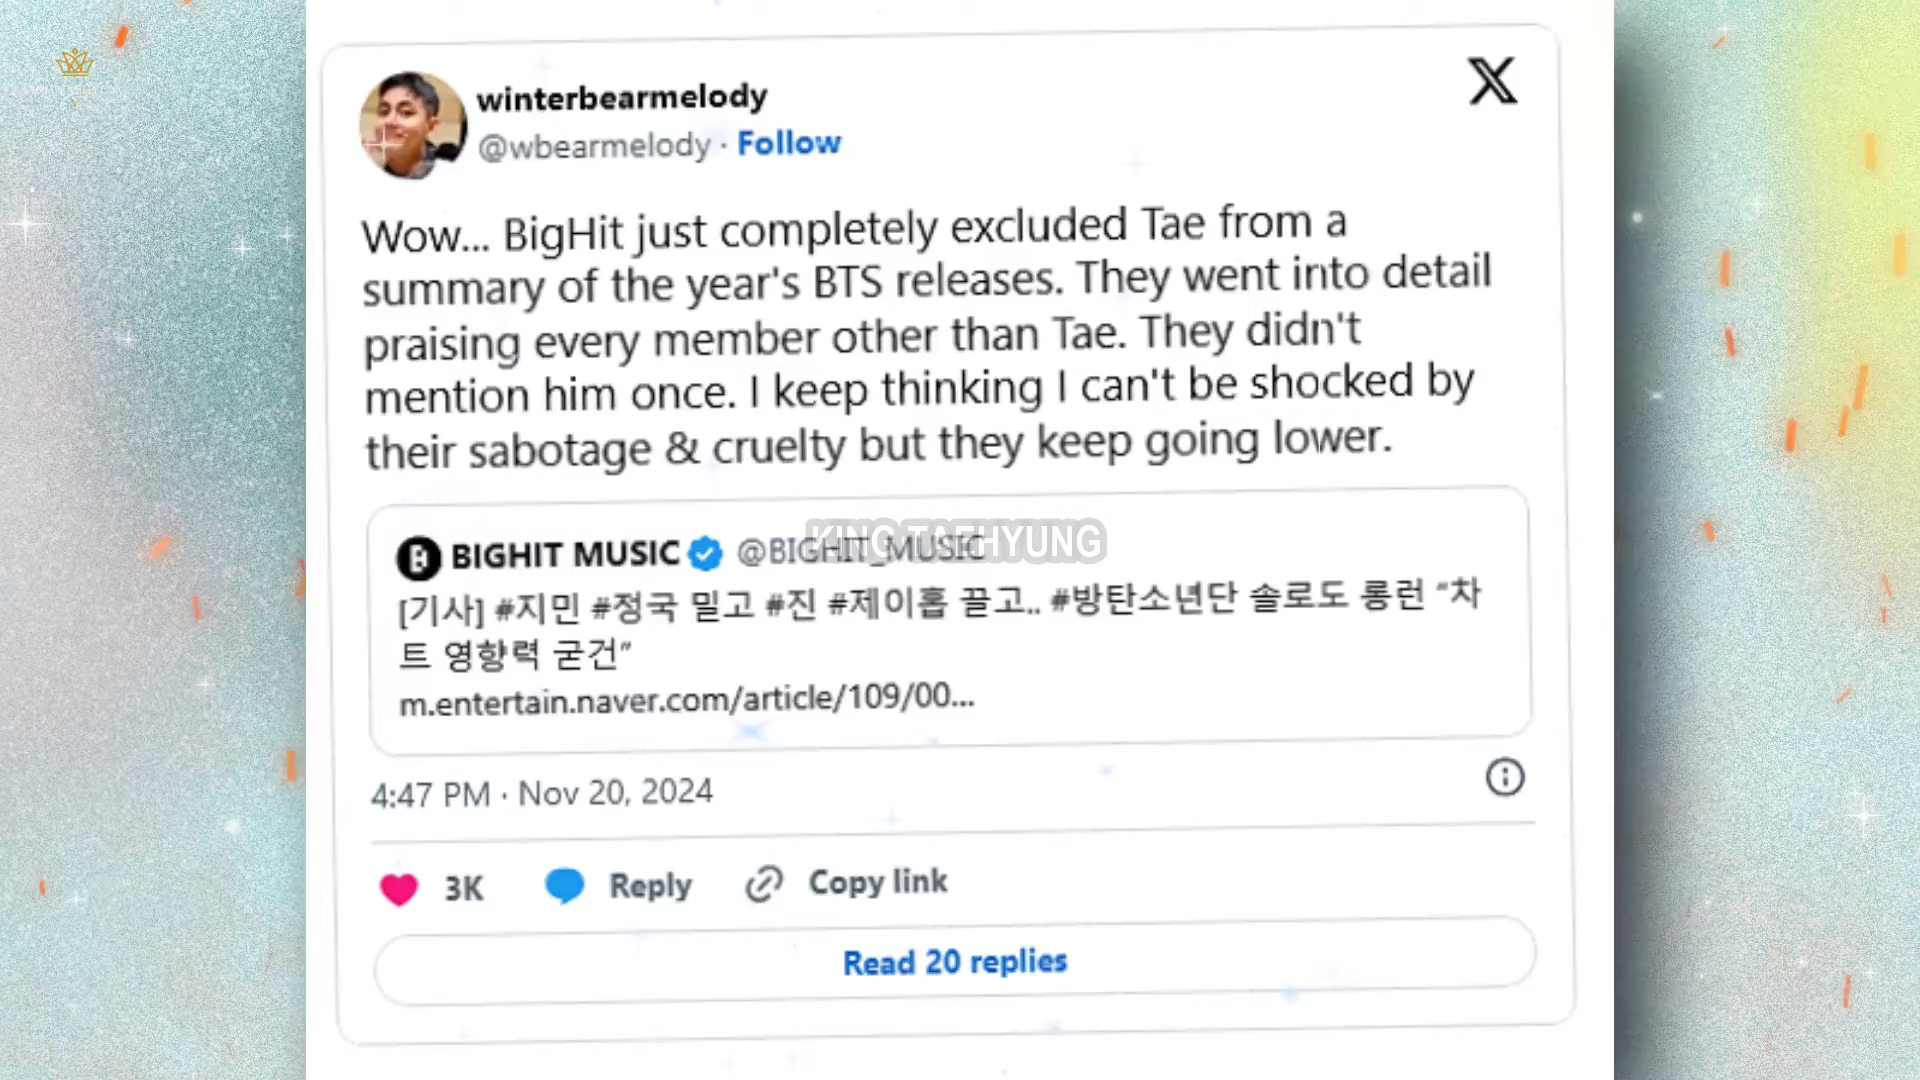 winterbearmelody
@wbearmelody · Follow
Wow... BigHit just completely excluded Tae from a
summary of the year's BTS releases. They went into detail
praising every member other than Tae. They didn't
mention him once. I keep thinking I can't be shocked by
their sabotage & cruelty but they keep going lower.
BIGHIT MUSIC @BIGHIT_MUSIC
KING TAEHYUNG
[기사] #지민 #정국 밀고 #진 #제이홉 끌고.. #방탄소년단 솔로도 롱런 “차
트 영향력 굳건”
m.entertain.naver.com/article/109/00...
4:47 PM · Nov 20, 2024
3K Reply Copy link
Read 20 replies